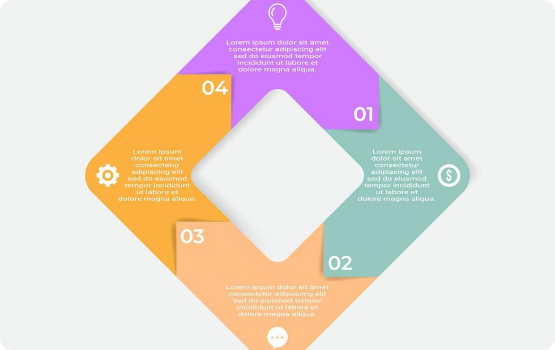 Lorem ipsum dolor sit amet
consectetur adipiscing elit
sed do eiusmod tempor
incididunt ut labore
et dolore magna
aliqua.
01
Lorem ipsum
dolor sit amet
consectetur
adipiscing elit
sed do eiusmod
tempor incididunt
ut labore et
dolore magna aliqua.
$
02
Lorem ipsum dolor sit amet
consectetur adipiscing elit
sed do eiusmod tempor
incididunt ut labore
et dolore magna
aliqua.
03
Lorem ipsum
dolor sit amet
consectetur
adipiscing elit
sed do eiusmod
tempor incididunt
ut labore et
dolore magna aliqua.
04